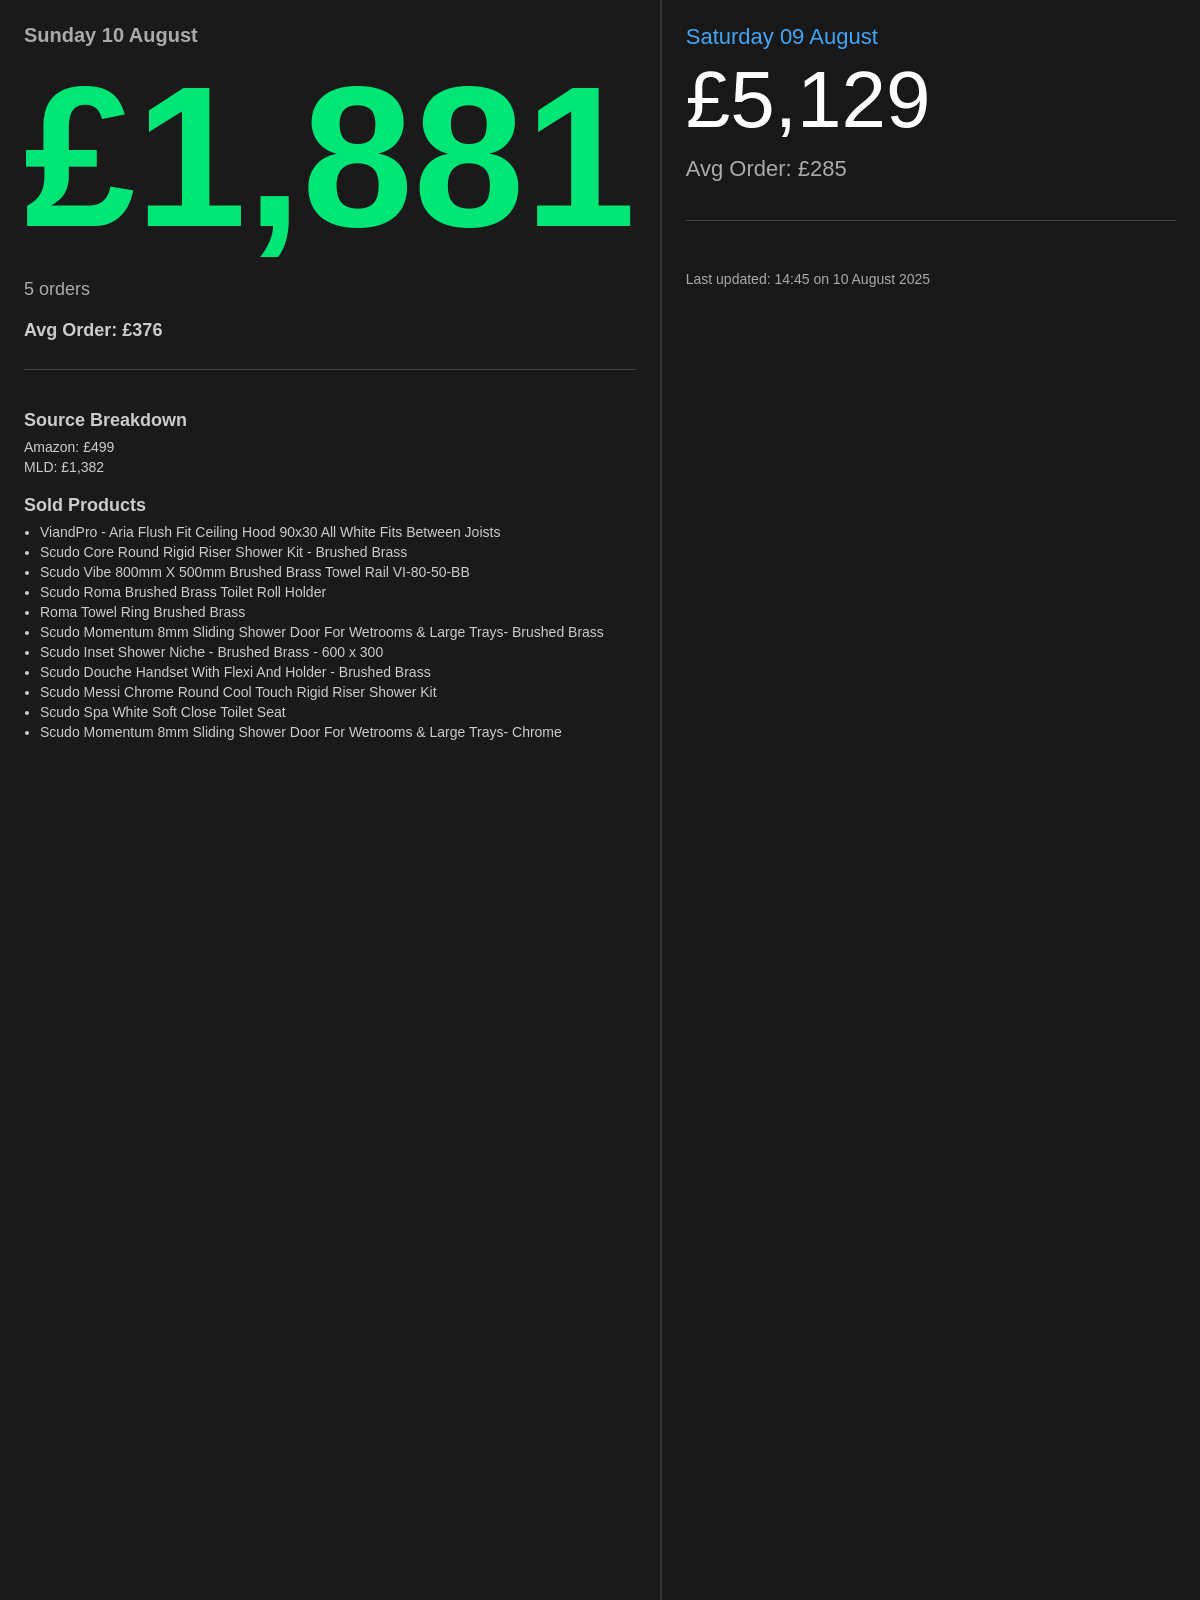 Sunday 10 August
£1,881
5 orders
Avg Order: £376
Source Breakdown
Amazon: £499
MLD: £1,382
Sold Products
• ViandPro - Aria Flush Fit Ceiling Hood 90x30 All White Fits Between Joists
• Scudo Core Round Rigid Riser Shower Kit - Brushed Brass
• Scudo Vibe 800mm X 500mm Brushed Brass Towel Rail VI-80-50-BB
• Scudo Roma Brushed Brass Toilet Roll Holder
• Roma Towel Ring Brushed Brass
• Scudo Momentum 8mm Sliding Shower Door For Wetrooms & Large Trays- Brushed Brass
• Scudo Inset Shower Niche - Brushed Brass - 600 x 300
• Scudo Douche Handset With Flexi And Holder - Brushed Brass
• Scudo Messi Chrome Round Cool Touch Rigid Riser Shower Kit
• Scudo Spa White Soft Close Toilet Seat
• Scudo Momentum 8mm Sliding Shower Door For Wetrooms & Large Trays- Chrome
Saturday 09 August
£5,129
Avg Order: £285
Last updated: 14:45 on 10 August 2025